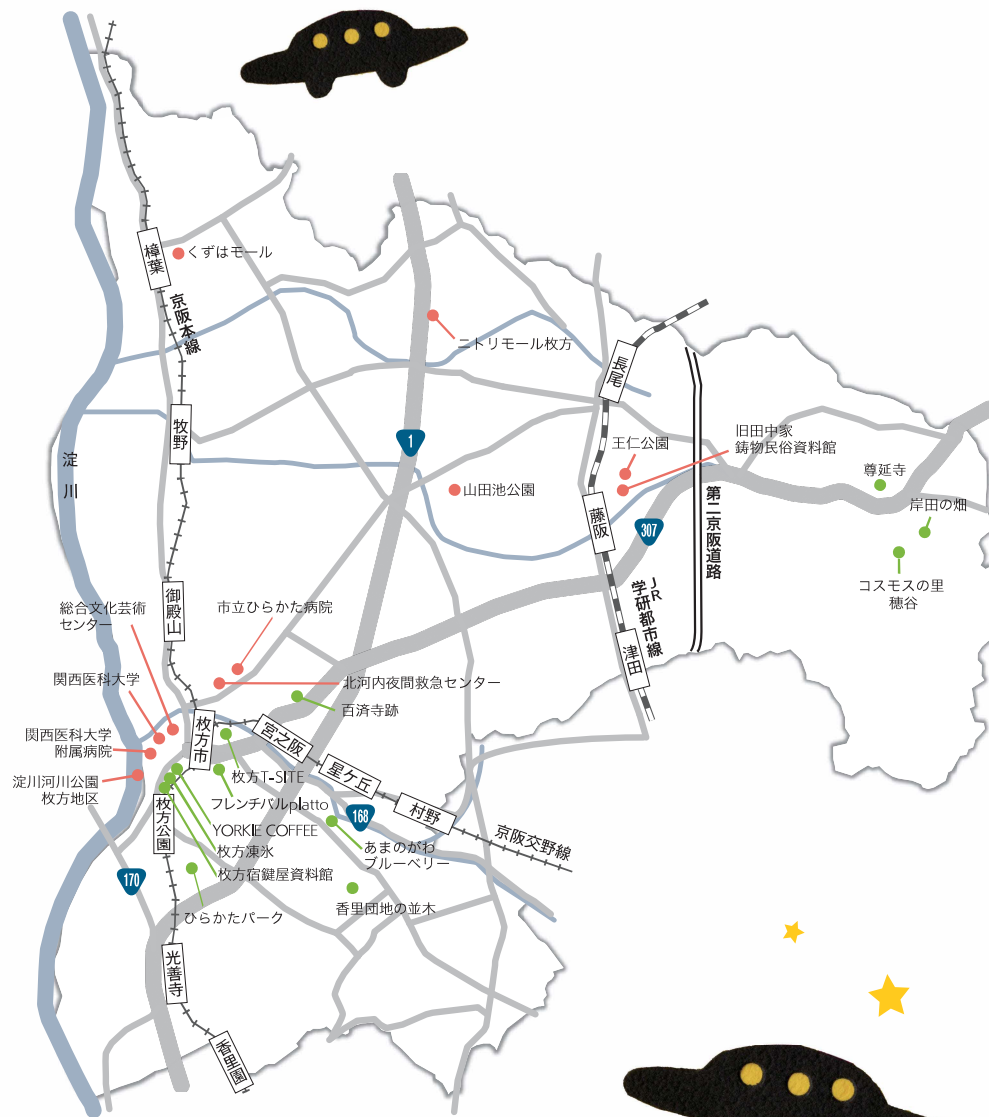 樟葉
くずはモール
京阪本線
ニトリモール枚方
長尾
牧野
1
王仁公園
旧田中家
鋳物民俗資料館
淀川
山田池公園
尊延寺
藤阪
307
第二京阪道路
岸田の畑
コスモスの里
穂谷
JR
学研都市線
御殿山
総合文化芸術
センター
市立ひらかた病院
津田
関西医科大学
北河内夜間救急センター
百済寺跡
関西医科大学
附属病院
枚方市
宮之阪
星ケ丘
村野
京阪交野線
淀川河川公園
枚方地区
枚方T-SITE
フレンチバルplatto
168
枚方公園
YORKIE COFFEE
枚方凍氷
枚方宿鍵屋資料館
あまのがわ
ブルーベリー
170
ひらかたパーク
香里団地の並木
光善寺
香里園